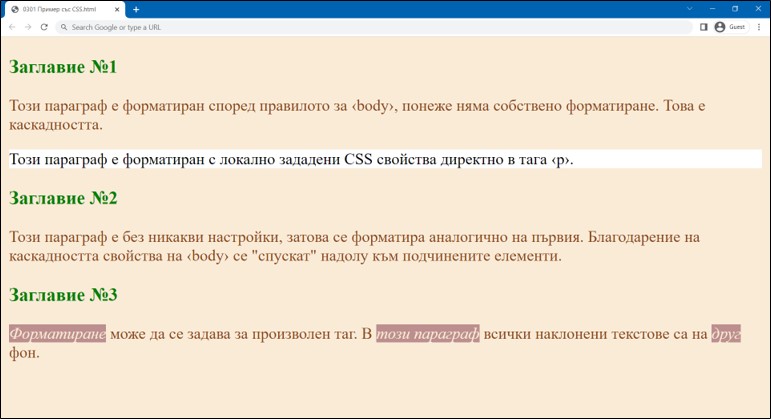 0301 Пример със CSS.html
Search Google or type a URL
Guest
Заглавие №1
Този параграф е форматиран според правилото за ‹body›, понеже няма собствено форматиране. Това е
каскадността.
Този параграф е форматиран с локално зададени CSS свойства директно в тага ‹p›.
Заглавие №2
Този параграф е без никакви настройки, затова се форматира аналогично на първия. Благодарение на
каскадността свойства на ‹body› се "спускат" надолу към подчинените елементи.
Заглавие №3
Форматиране може да се задава за произволен таг. В този параграф всички наклонени текстове са на друг
фон.